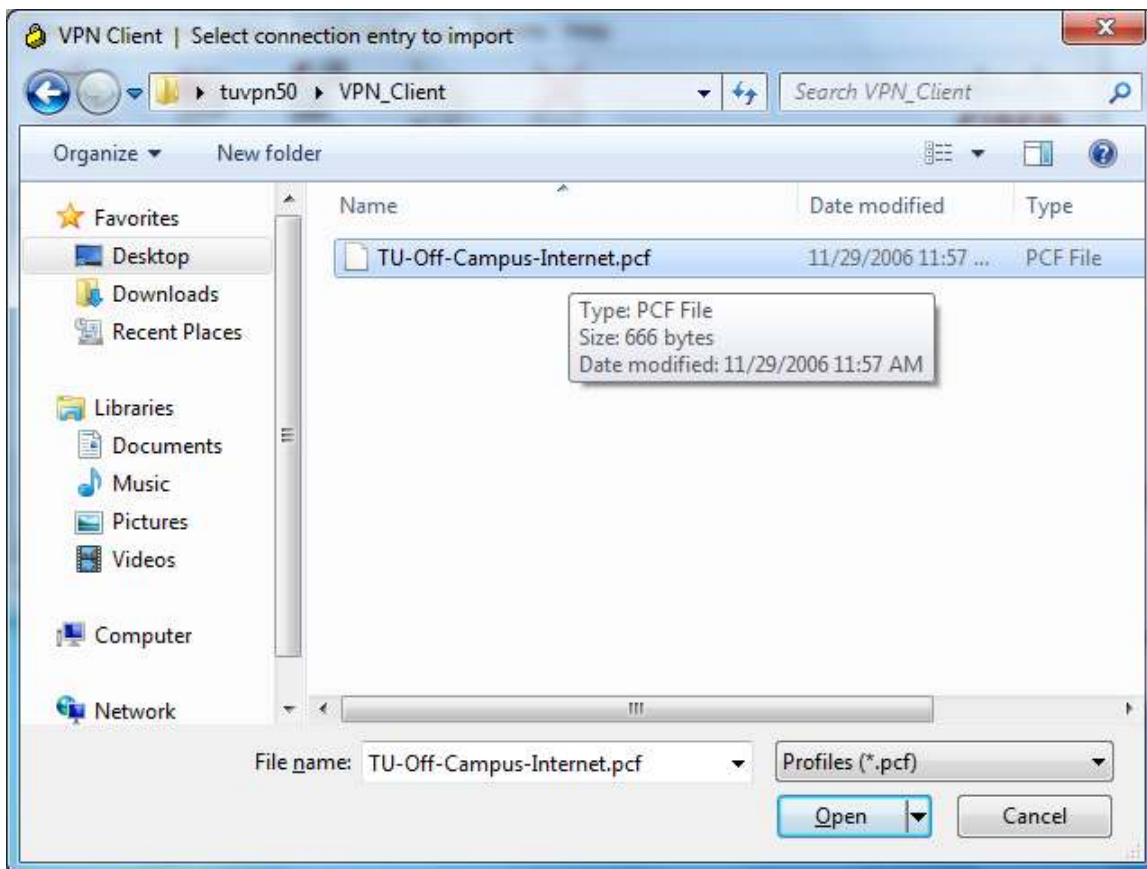 VPN Client | Select connection entry to import
tuvpn50 VPN_Client
Search VPN_Client
Organize New folder
Favorites
Desktop
Downloads
Recent Places
Libraries
Documents
Music
Pictures
Videos
Computer
Network
Name Date modified Type
TU-Off-Campus-Internet.pcf 11/29/2006 11:57 ... PCF File
Type: PCF File
Size: 666 bytes
Date modified: 11/29/2006 11:57 AM
File name: TU-Off-Campus-Internet.pcf
Profiles (*.pcf)
Open Cancel